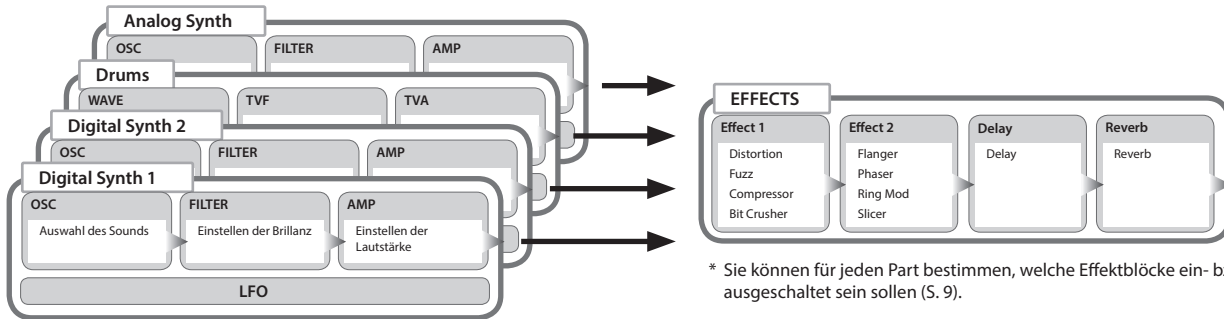 Analog Synth
OSC FILTER AMP
Drums
WAVE TVF TVA
Digital Synth 2
OSC FILTER AMP
Digital Synth 1
OSC FILTER AMP
Auswahl des Sounds Einstellen der Brillanz Einstellen der
Lautstärke
LFO
EFFECTS
Effect 1 Effect 2 Delay Reverb
Distortion Flanger Delay Reverb
Fuzz Phaser
Compressor Ring Mod
Bit Crusher Slicer
* Sie können für jeden Part bestimmen, welche Effektblöcke ein-
ausgeschaltet sein sollen (S. 9).